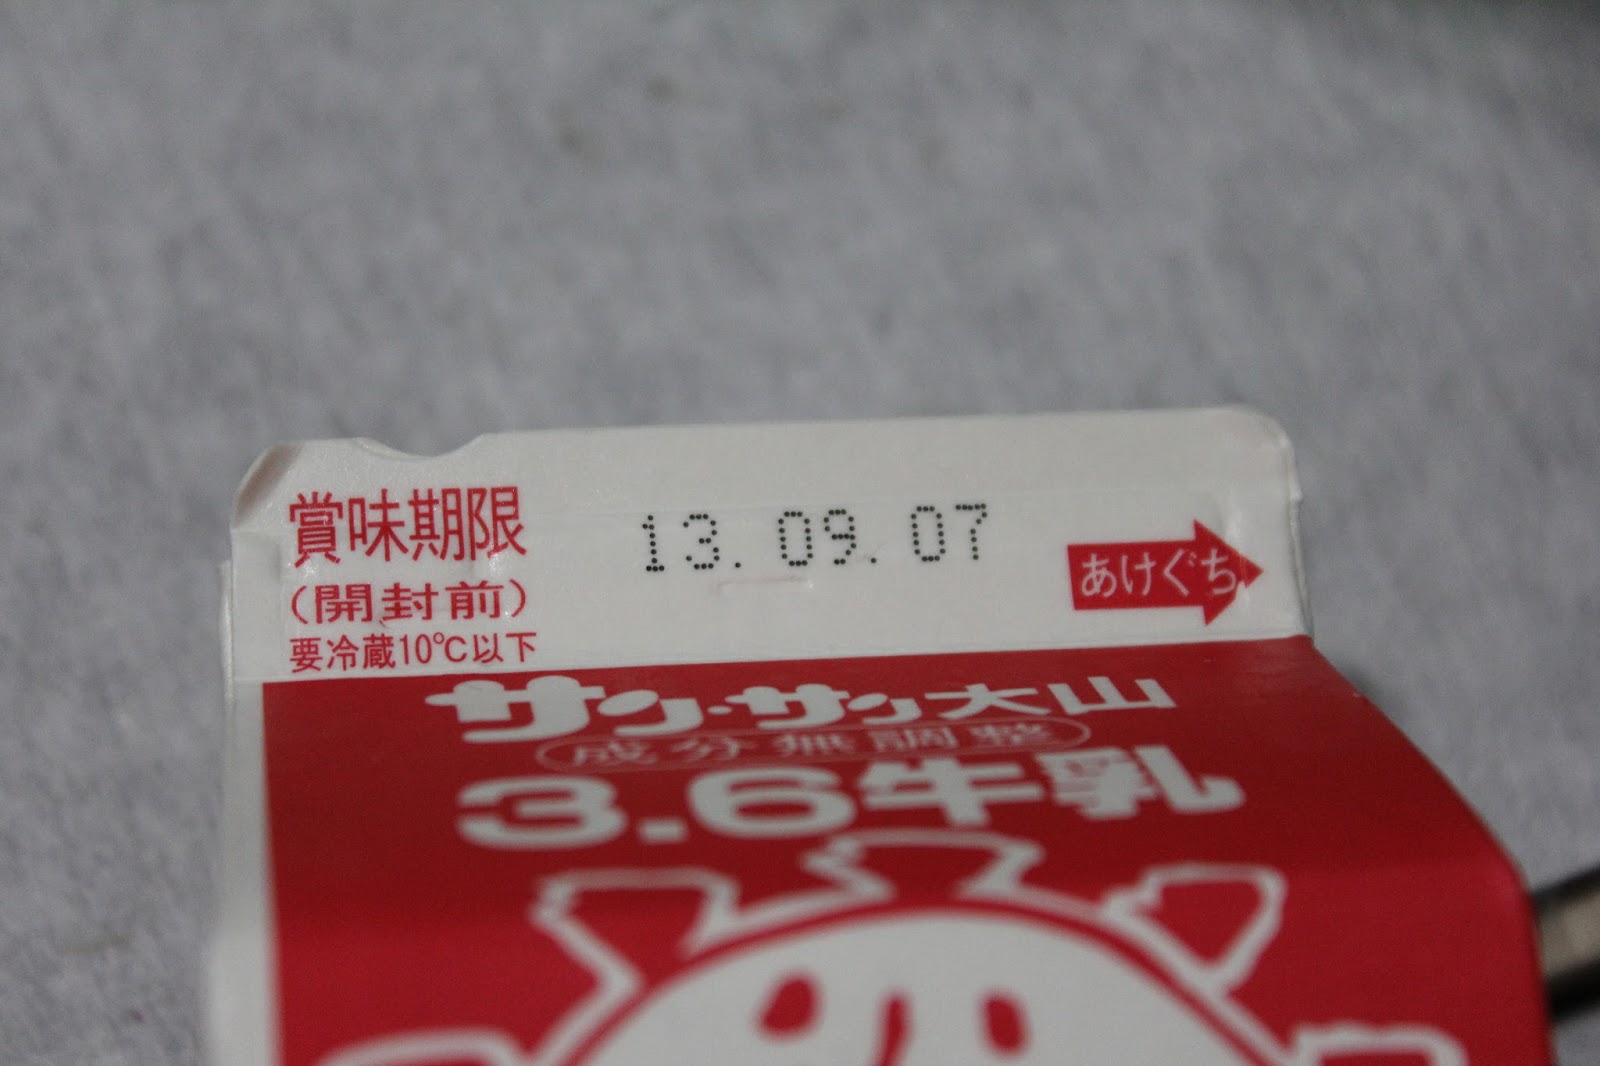 賞味期限
13.09.07
(開封前)
あけぐち
要冷蔵10℃以下
サンサン大山
成分無調整
3.6牛乳